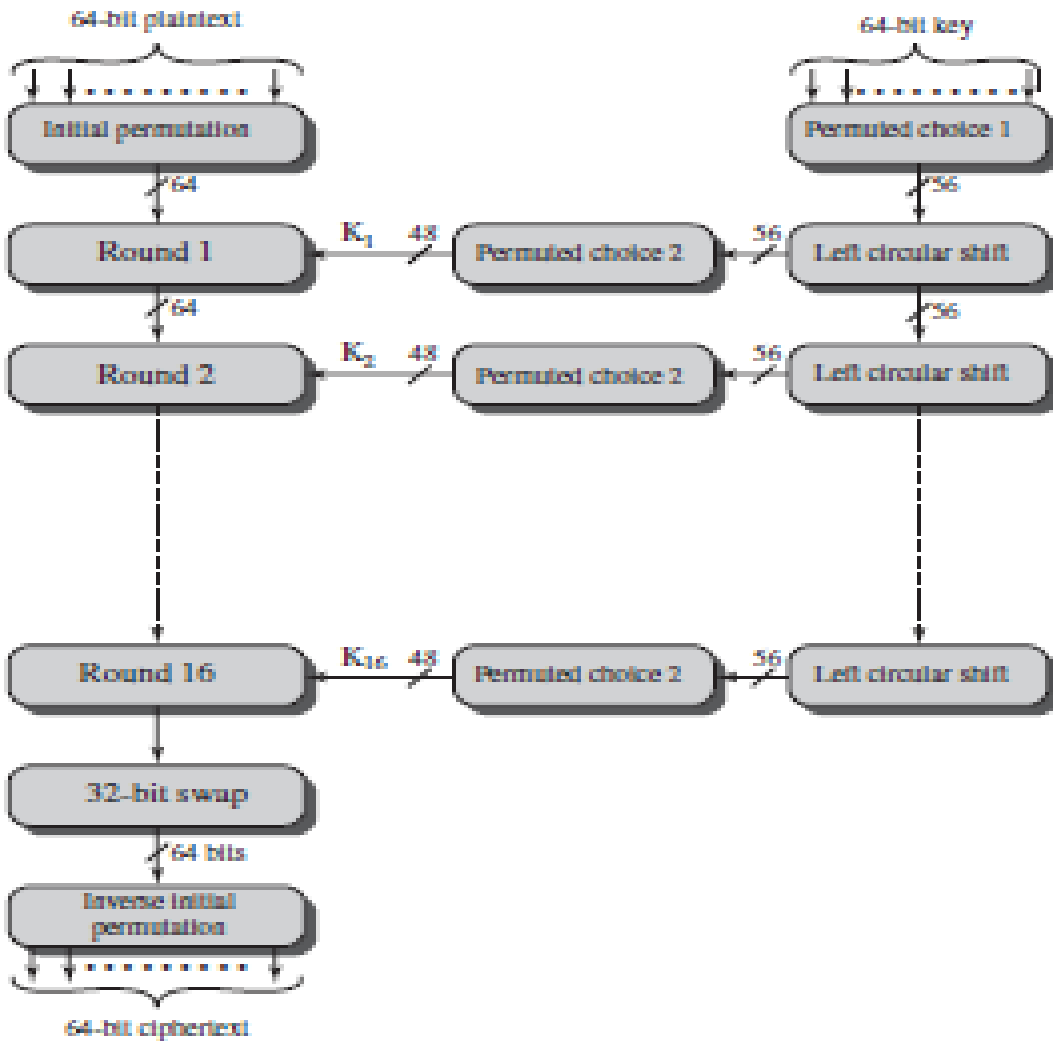 64-bit plaintext
64-bit key
Initial permutation
Permuted choice 1
64
56
Round 1
K1
48
Permuted choice 2
56
Left circular shift
64
56
Round 2
K2
48
Permuted choice 2
56
Left circular shift
Round 16
K16
48
Permuted choice 2
56
Left circular shift
32-bit swap
64 bits
Inverse initial
permutation
64-bit ciphertext